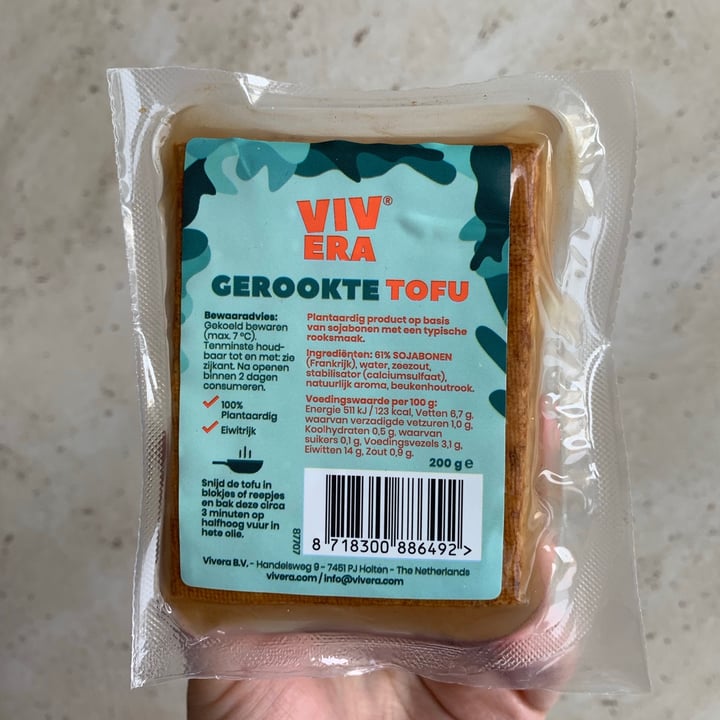 VIV®
ERA
GEROOKTE TOFU
Bewaaradvies:
Gekoeld bewaren
(max. 7 °C).
Tenminste houd-
baar tot en met: zie
zijkant. Na openen
binnen 2 dagen
consumeren.
100%
Plantaardig
Eiwitrijk
Snijd de tofu in
blokjes of reepjes
en bak deze circa
3 minuten op
halfhoog vuur in
hete olie.
Plantaardig product op basis
van sojabonen met een typische
rooksmaak.
Ingrediënten: 61% SOJABONEN
(Frankrijk), water, zeezout,
stabilisator (calciumsulfaat),
natuurlijk aroma, beukenhoutrook.
Voedingswaarde per 100 g:
Energie 511 kJ / 123 kcal, Vetten 6,7 g,
waarvan verzadigde vetzuren 1,0 g,
Koolhydraten 0,5 g, waarvan
suikers 0,1 g, Voedingsvezels 3,1 g,
Eiwitten 14 g, Zout 0,9 g.
200 g ℮
87707
8 718300 886492 >
Vivera B.V. - Handelsweg 9 - 7451 PJ Holten - The Netherlands
vivera.com / info@vivera.com